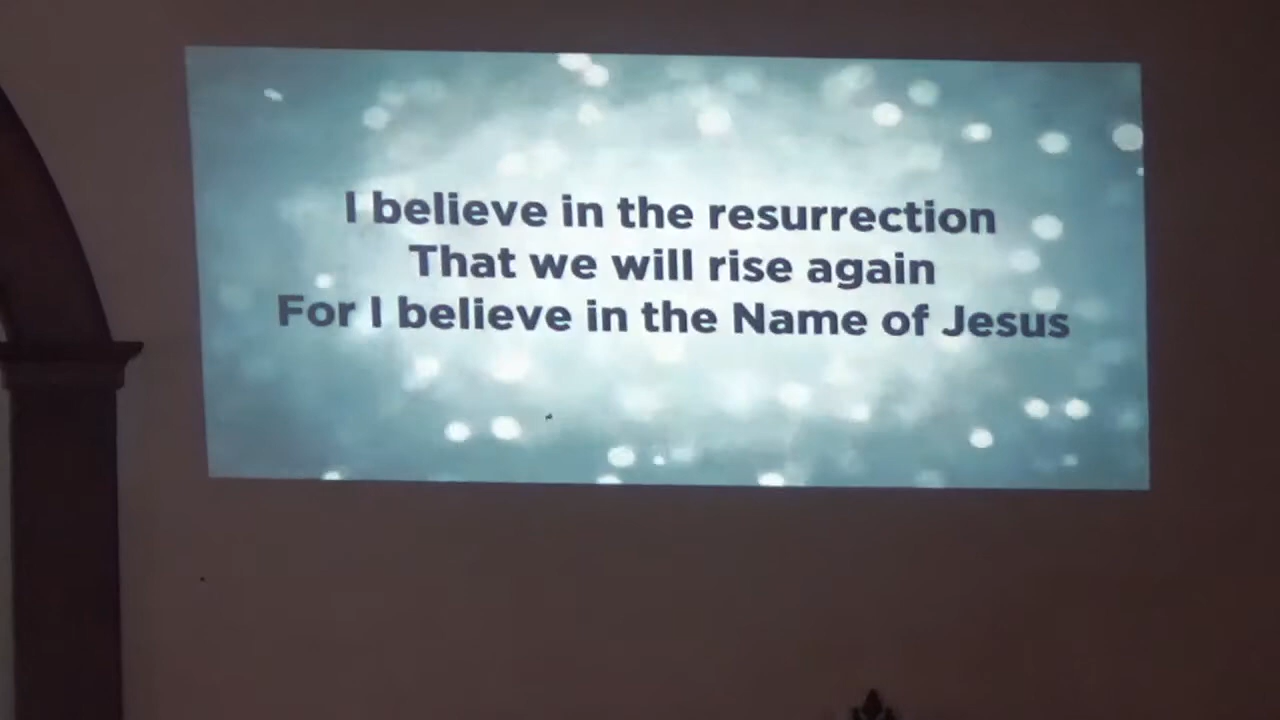 I believe in the resurrection
That we will rise again
For I believe in the Name of Jesus